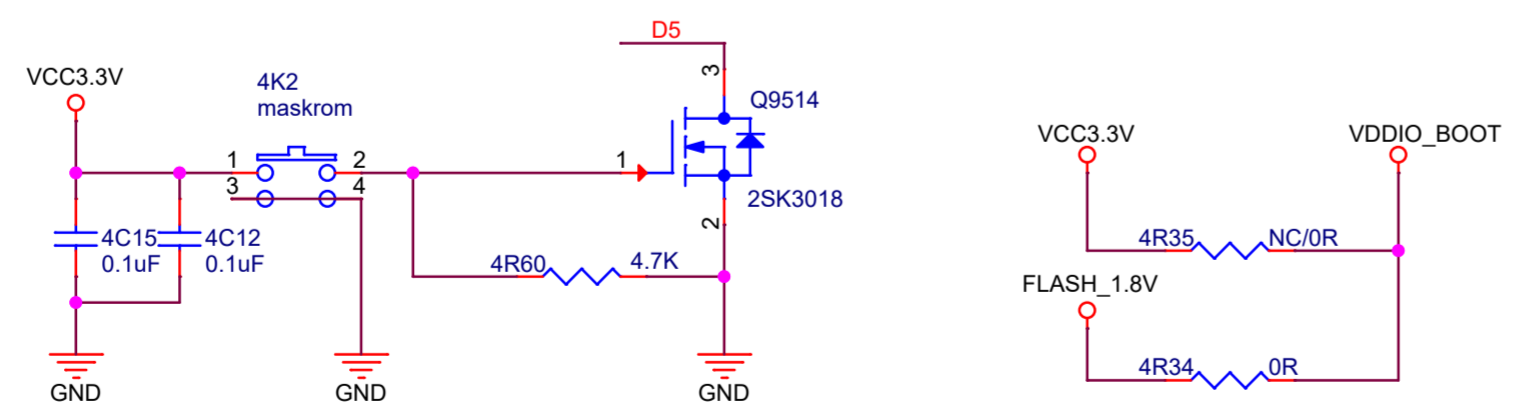 D5
VCC3.3V
4K2
maskrom
3
Q9514
VCC3.3V
VDDIO_BOOT
1
2
1
3
4
2SK3018
2
4C15
0.1uF
4C12
0.1uF
4R60
4.7K
4R35
NC/0R
FLASH_1.8V
4R34
0R
GND
GND
GND